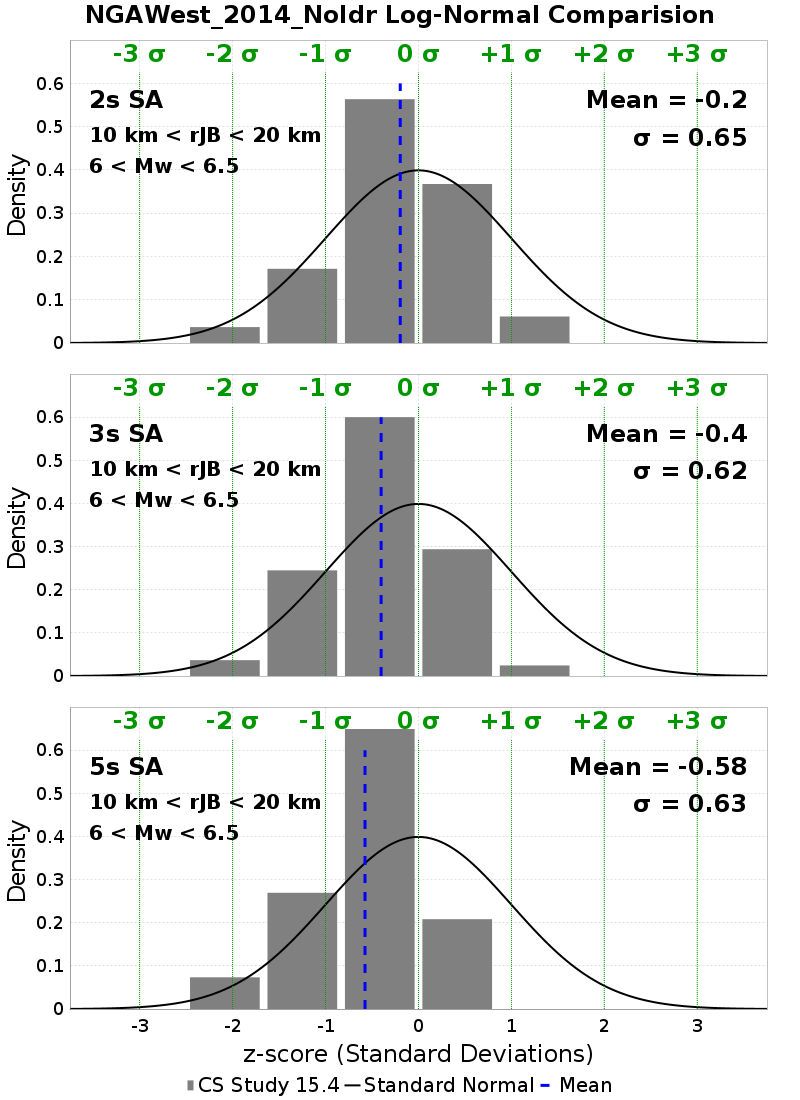 NGAWest_2014_NoIdr Log-Normal Comparision
-3 σ -2 σ -1 σ 0 σ +1 σ +2 σ +3 σ
0.6
2s SA Mean = -0.2
0.5
10 km < rJB < 20 km σ = 0.65
6 < Mw < 6.5
0.4
0.3
0.2
0.1
0
Density
-3 σ -2 σ -1 σ 0 σ +1 σ +2 σ +3 σ
0.6
3s SA Mean = -0.4
0.5
10 km < rJB < 20 km σ = 0.62
6 < Mw < 6.5
0.4
0.3
0.2
0.1
0
Density
-3 σ -2 σ -1 σ 0 σ +1 σ +2 σ +3 σ
0.6
5s SA Mean = -0.58
0.5
10 km < rJB < 20 km σ = 0.63
6 < Mw < 6.5
0.4
0.3
0.2
0.1
0
Density
-3 -2 -1 0 1 2 3
z-score (Standard Deviations)
CS Study 15.4 Standard Normal Mean